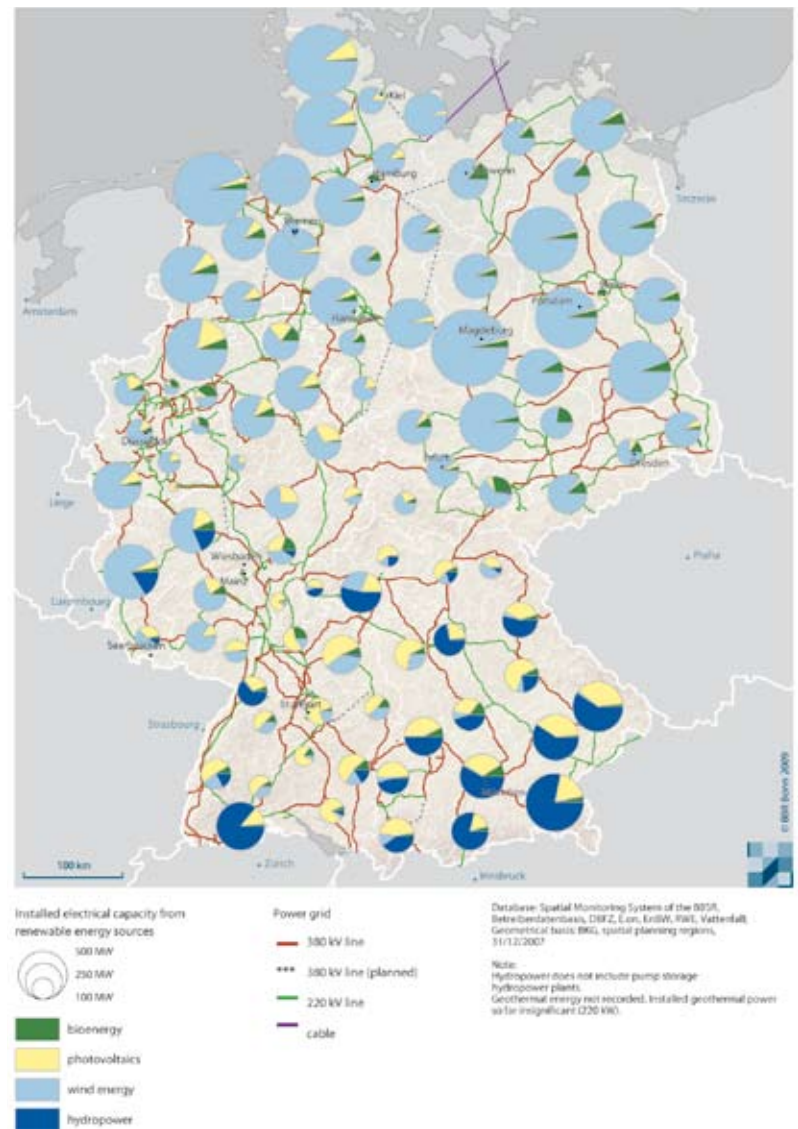 Kiel
Hamburg
Szczecin
Bremen
Amsterdam
Potsdam
Magdeburg
Hannover
Düsseldorf
Erfurt
Dresden
Liège
Wiesbaden
Mainz
Praha
Luxembourg
Saarbrücken
Stuttgart
Strasbourg
© BBR Bonn 2009
100 km
Zürich
Innsbruck
Installed electrical capacity from
renewable energy sources
500 MW
250 MW
100 MW
bioenergy
photovoltaics
wind energy
hydropower
Power grid
380 kV line
380 kV line (planned)
220 kV line
cable
Database: Spatial Monitoring System of the BBSR,
Betreiberdatenbasis, DBFZ, E.on, EnBW, RWE, Vattenfall;
Geometrical basis: BKG, spatial planning regions,
31/12/2007
Note:
Hydropower does not include pump storage
hydropower plants.
Geothermal energy not recorded. Installed geothermal power
so far insignificant (220 kW).